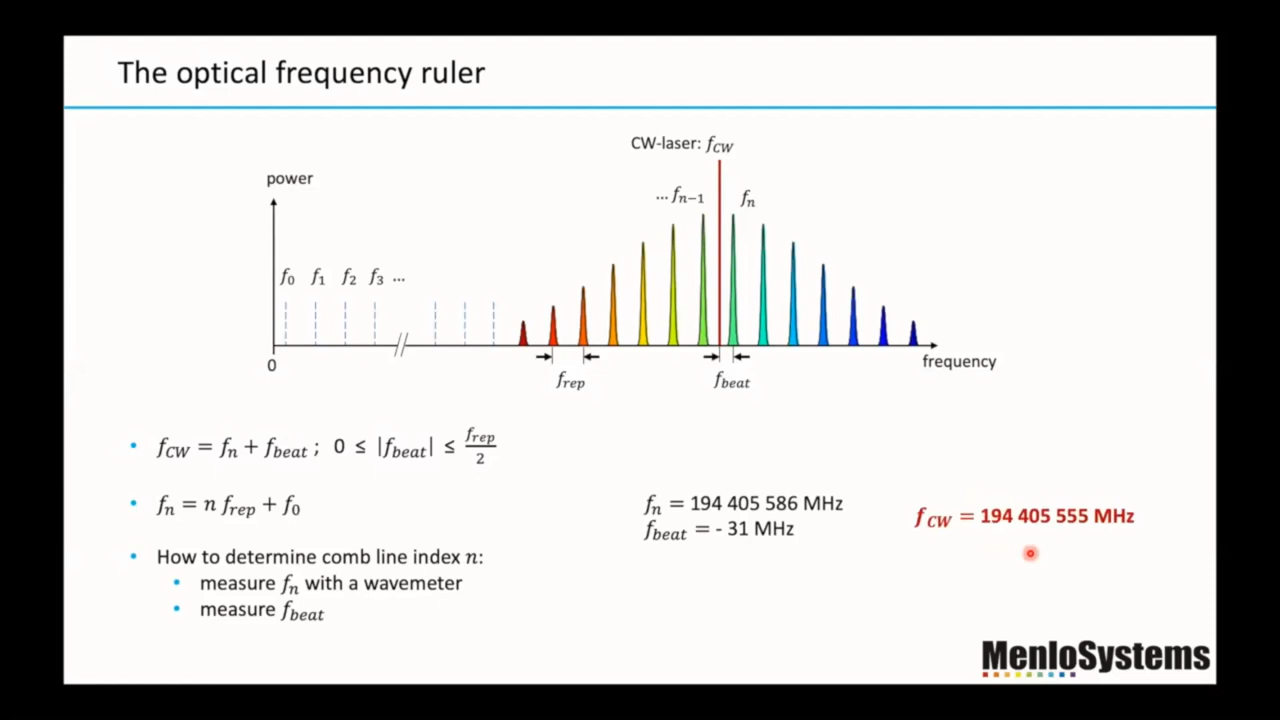 The optical frequency ruler
CW-laser: f_CW
power
... f_{n−1}
f_n
f_0 f_1 f_2 f_3 ...
0
frequency
f_rep
f_beat
• f_CW = f_n + f_beat ; 0 ≤ |f_beat| ≤ f_rep/2
• f_n = n f_rep + f_0
f_n = 194 405 586 MHz
f_beat = - 31 MHz
f_CW = 194 405 555 MHz
• How to determine comb line index n:
• measure f_n with a wavemeter
• measure f_beat
MenloSystems